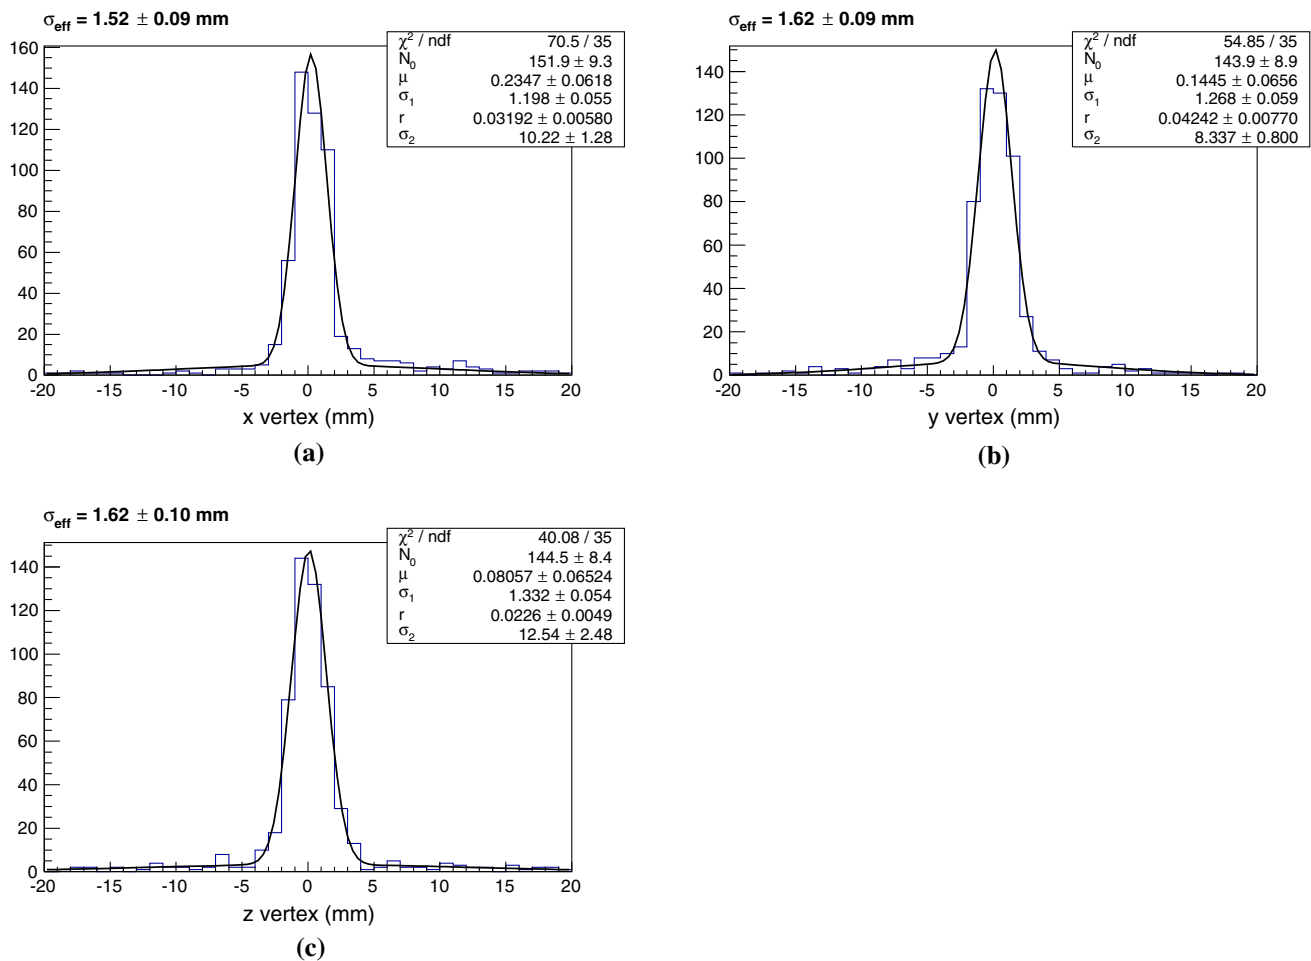 σeff = 1.52 ± 0.09 mm
χ2 / ndf 70.5 / 35
N0 151.9 ± 9.3
μ 0.2347 ± 0.0618
σ1 1.198 ± 0.055
r 0.03192 ± 0.00580
σ2 10.22 ± 1.28
160
140
120
100
80
60
40
20
0
-20 -15 -10 -5 0 5 10 15 20
x vertex (mm)
(a)
σeff = 1.62 ± 0.09 mm
χ2 / ndf 54.85 / 35
N0 143.9 ± 8.9
μ 0.1445 ± 0.0656
σ1 1.268 ± 0.059
r 0.04242 ± 0.00770
σ2 8.337 ± 0.800
140
120
100
80
60
40
20
0
-20 -15 -10 -5 0 5 10 15 20
y vertex (mm)
(b)
σeff = 1.62 ± 0.10 mm
χ2 / ndf 40.08 / 35
N0 144.5 ± 8.4
μ 0.08057 ± 0.06524
σ1 1.332 ± 0.054
r 0.0226 ± 0.0049
σ2 12.54 ± 2.48
140
120
100
80
60
40
20
0
-20 -15 -10 -5 0 5 10 15 20
z vertex (mm)
(c)